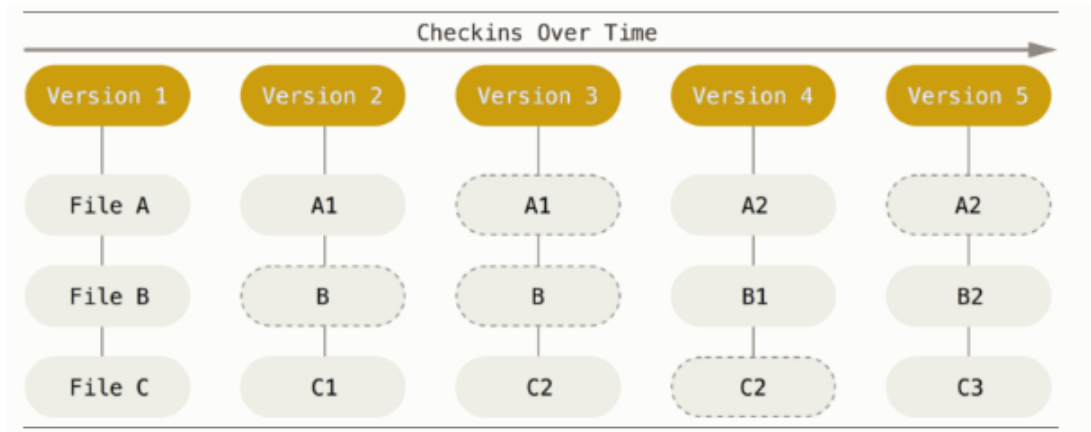 Checkins Over Time
Version 1 Version 2 Version 3 Version 4 Version 5
File A A1 A1 A2 A2
File B B B B1 B2
File C C1 C2 C2 C3